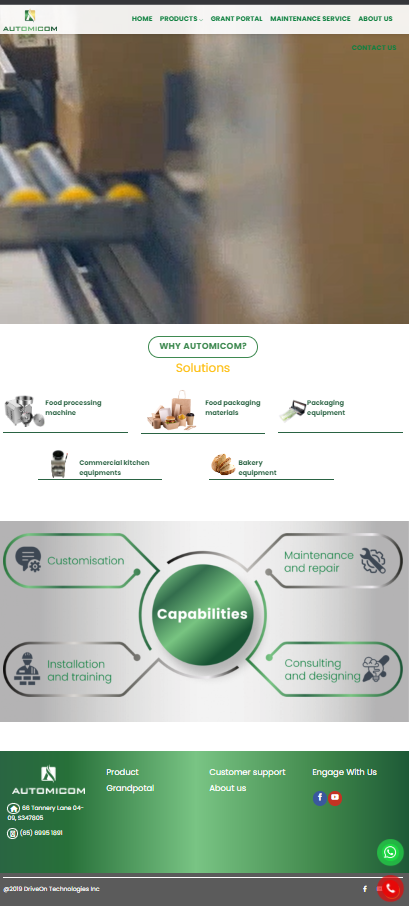 AUTOMICOM
HOME PRODUCTS GRANT PORTAL MAINTENANCE SERVICE ABOUT US
CONTACT US
WHY AUTOMICOM?
Solutions
Food processing
machine
Food packaging
materials
Packaging
equipment
Commercial kitchen
equipments
Bakery
equipment
Customisation
Maintenance
and repair
Capabilities
Installation
and training
Consulting
and designing
AUTOMICOM
66 Tannery Lane 04-
09, S347805
(65) 6995 1891
Product
Grandpotal
Customer support
About us
Engage With Us
@2019 DriveOn Technologies Inc